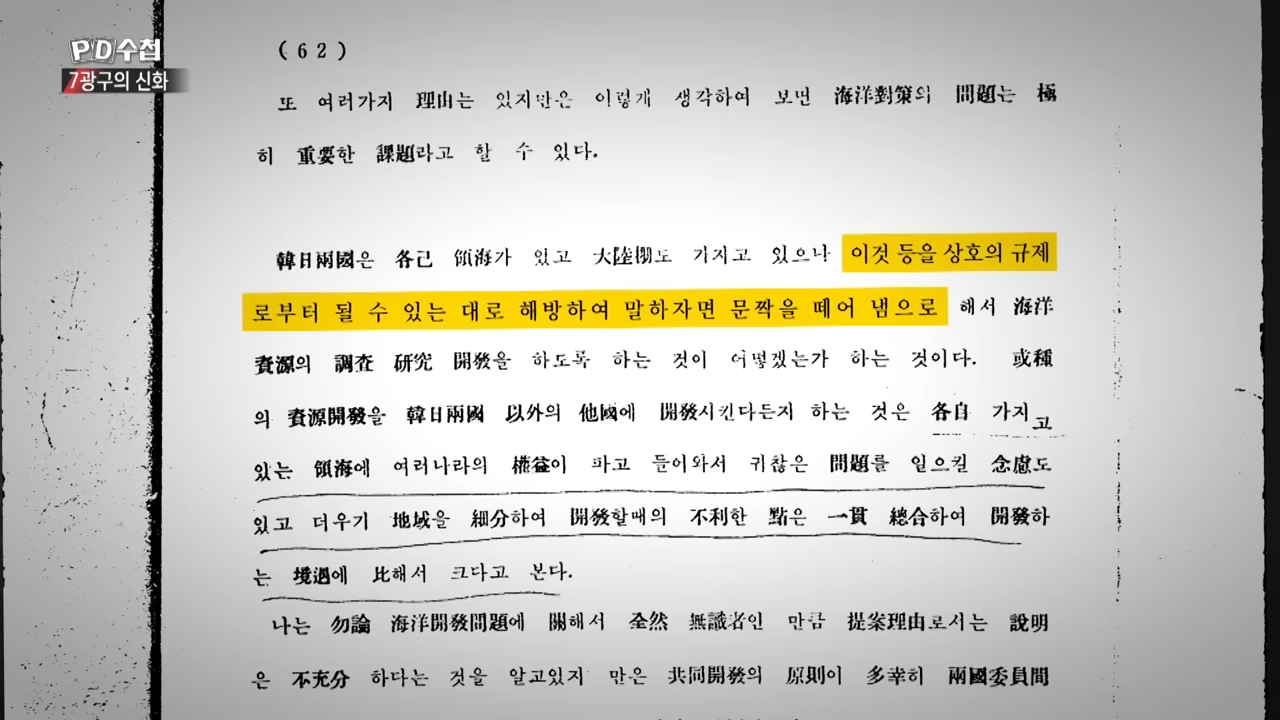 PD수첩
7광구의 신화
(62)
또 여러가지 理由는 있지만은 이렇개 생각하여 보면 海洋對策의 問題는 極
히 重要한 課題라고 할 수 있다.
韓日兩國은 各己 領海가 있고 大陸棚도 가지고 있으나 이것 등을 상호의 규제
로부터 될 수 있는 대로 해방하여 말하자면 문짝을 떼어 냄으로 해서 海洋
資源의 調査 硏究 開發을 하도록 하는 것이 어떻겠는가 하는 것이다. 或種
의 資源開發을 韓日兩國 以外의 他國에 開發시킨다든지 하는 것은 各自 가지고
있는 領海에 여러나라의 權益이 파고 들어와서 귀찮은 問題를 일으킬 念慮도
있고 더우기 地域을 細分하여 開發할때의 不利한 點은 一貫 總合하여 開發하
는 境遇에 比해서 크다고 본다.
나는 勿論 海洋開發問題에 關해서 全然 無識者인 만큼 提案理由로서는 說明
은 不充分 하다는 것을 알고있지 만은 共同開發의 原則이 多幸히 兩國委員間